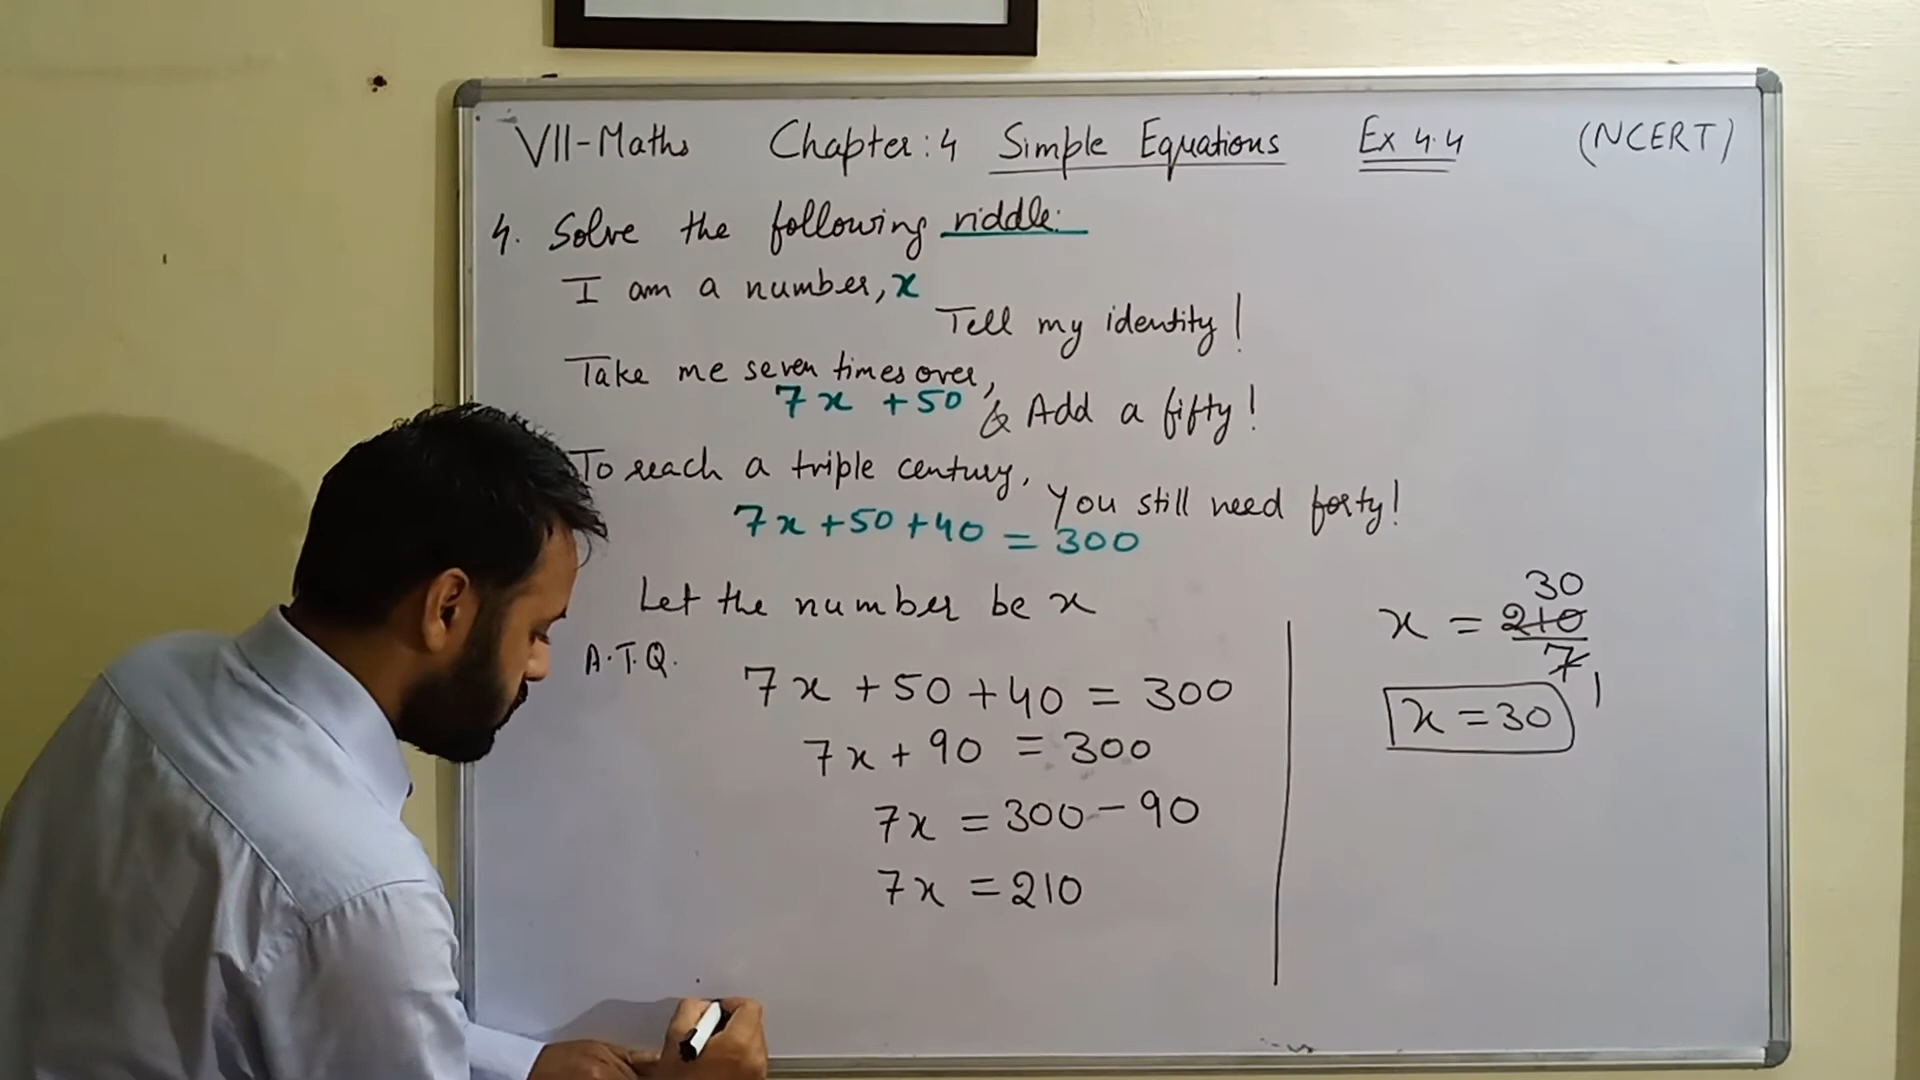 VII-Maths Chapter:4 Simple Equations Ex 4.4 (NCERT)
4. Solve the following riddle:
I am a number, x
Tell my identity!
Take me seven times over,
7x +50
& Add a fifty!
To reach a triple century,
You still need forty!
7x+50+40 = 300
Let the number be x
A.T.Q.
7x+50+40 = 300
7x+90 = 300
7x = 300-90
7x = 210
30
x = 210
7
1
x = 30